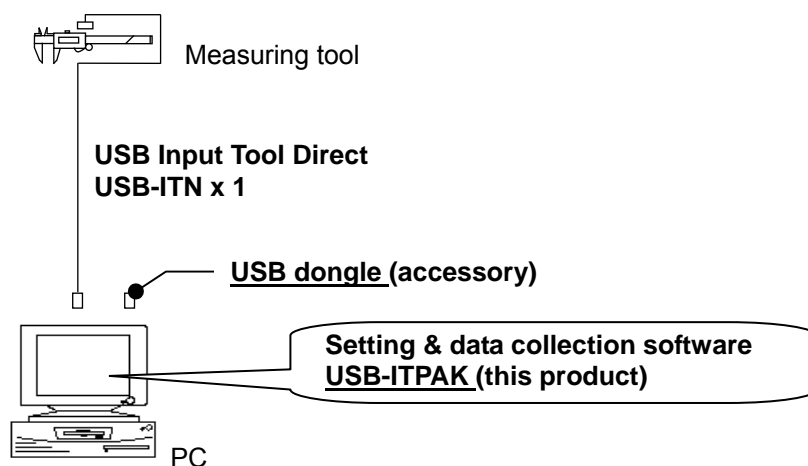 Measuring tool
USB Input Tool Direct
USB-ITN x 1
USB dongle (accessory)
Setting & data collection software
USB-ITPAK (this product)
PC